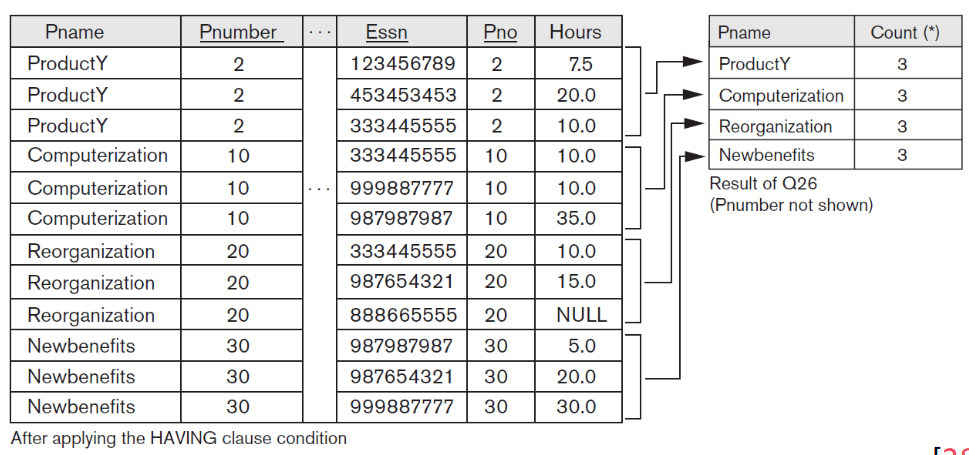 Pname Pnumber ... Essn Pno Hours
ProductY 2 123456789 2 7.5
ProductY 2 453453453 2 20.0
ProductY 2 333445555 2 10.0
Computerization 10 333445555 10 10.0
Computerization 10 ... 999887777 10 10.0
Computerization 10 987987987 10 35.0
Reorganization 20 333445555 20 10.0
Reorganization 20 987654321 20 15.0
Reorganization 20 888665555 20 NULL
Newbenefits 30 987987987 30 5.0
Newbenefits 30 987654321 30 20.0
Newbenefits 30 999887777 30 30.0
After applying the HAVING clause condition
Pname Count (*)
ProductY 3
Computerization 3
Reorganization 3
Newbenefits 3
Result of Q26
(Pnumber not shown)